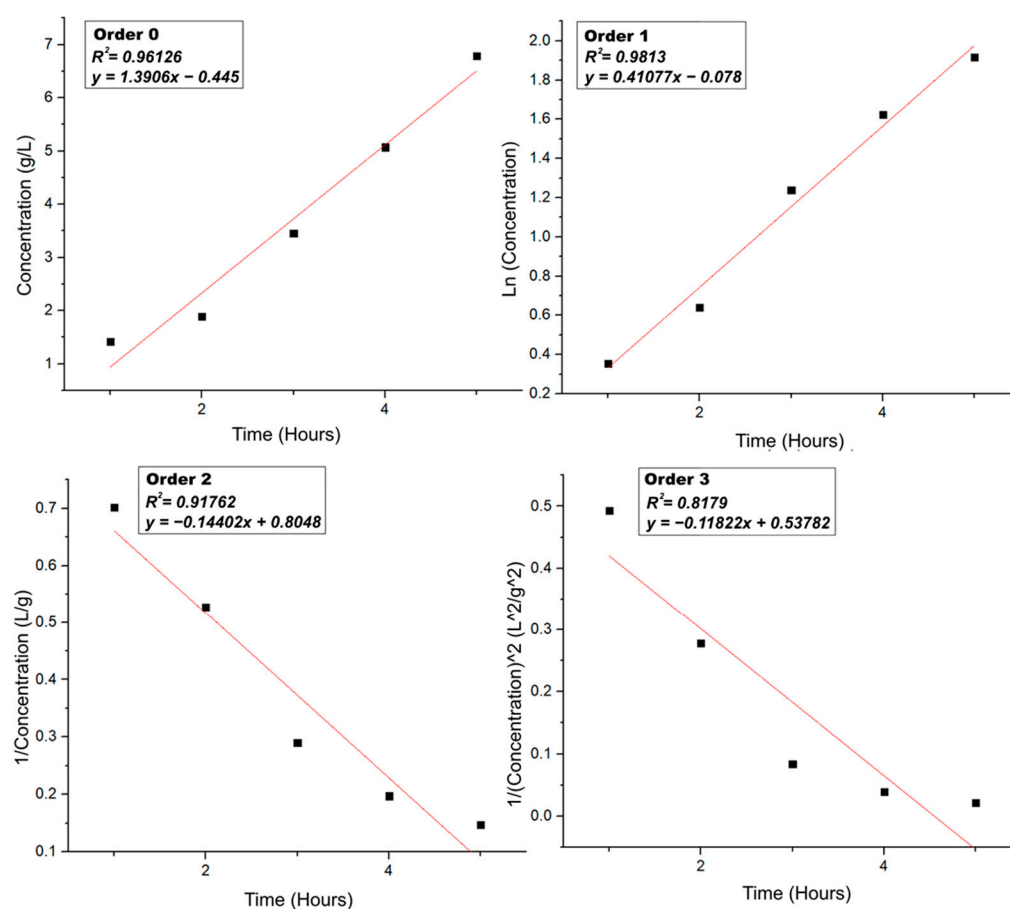 Order 0
R²= 0.96126
y = 1.3906x − 0.445
7
6
5
4
3
2
1
Concentration (g/L)
2
4
Time (Hours)
Order 1
R²= 0.9813
y = 0.41077x − 0.078
2.0
1.8
1.6
1.4
1.2
1.0
0.8
0.6
0.4
0.2
Ln (Concentration)
2
4
Time (Hours)
Order 2
R²= 0.91762
y = −0.14402x + 0.8048
0.7
0.6
0.5
0.4
0.3
0.2
0.1
1/Concentration (L/g)
2
4
Time (Hours)
Order 3
R²= 0.8179
y = −0.11822x + 0.53782
0.5
0.4
0.3
0.2
0.1
0.0
1/(Concentration)^2 (L^2/g^2)
2
4
Time (Hours)